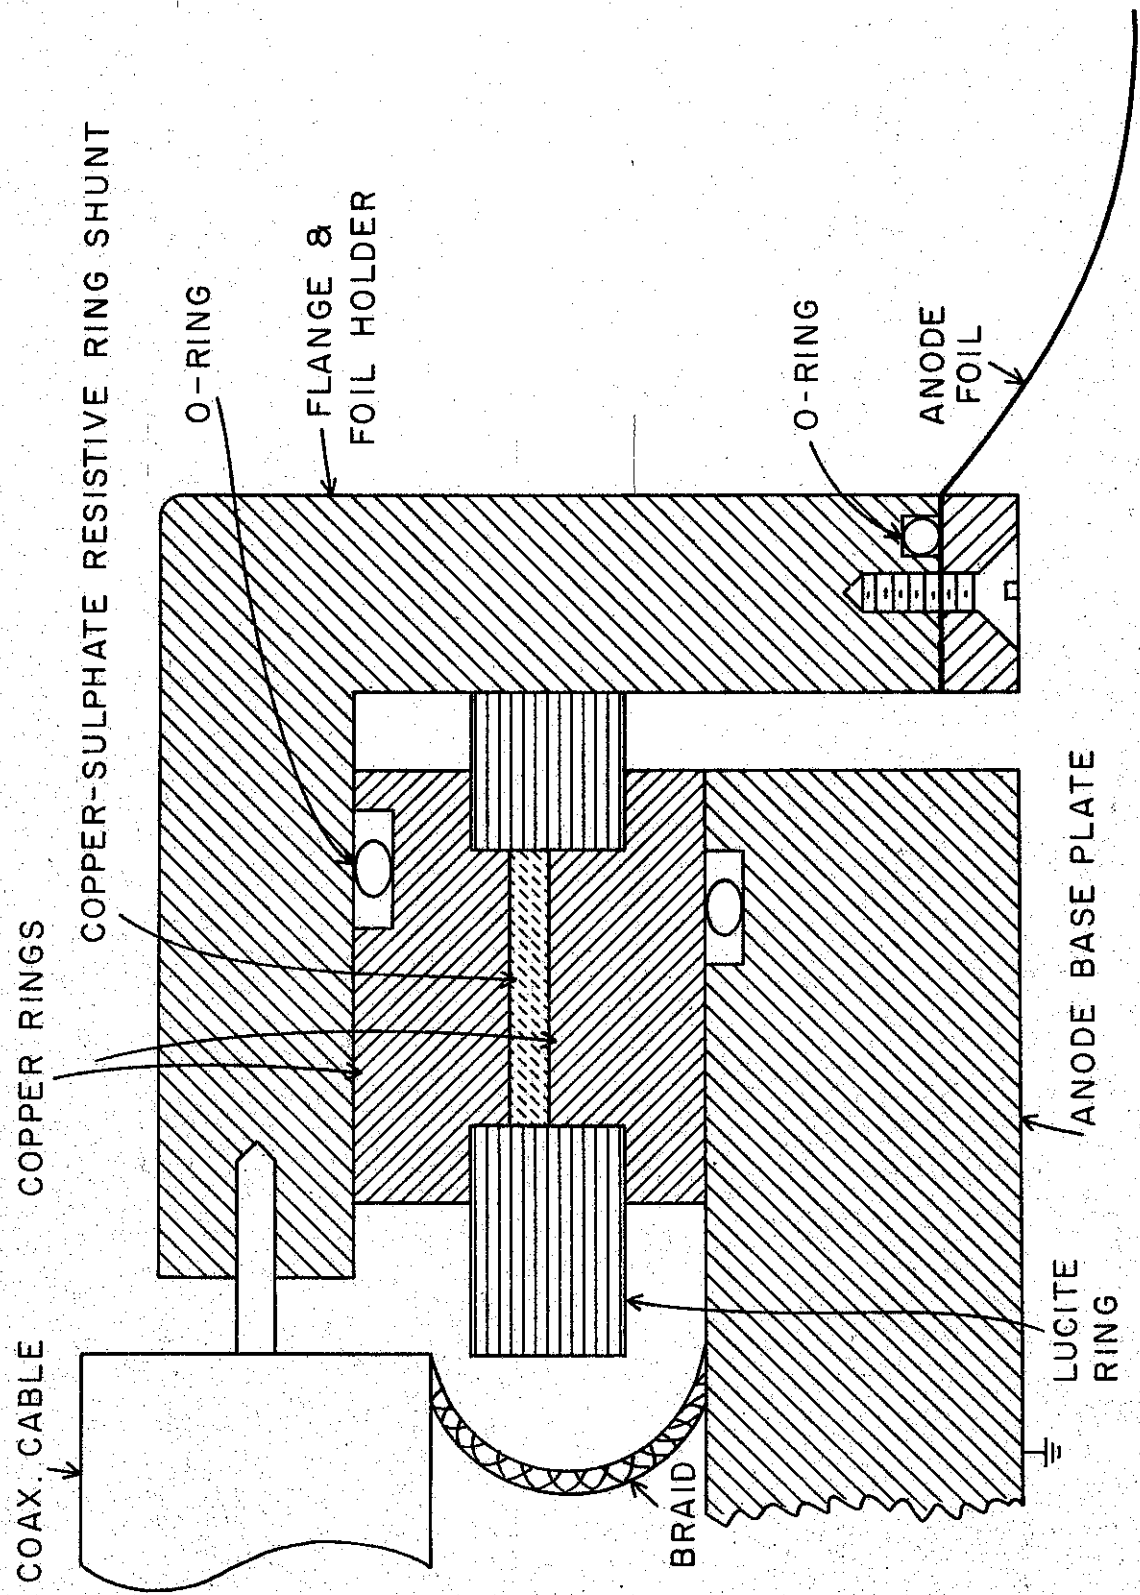 COAX. CABLE
COPPER RINGS
COPPER-SULPHATE RESISTIVE RING SHUNT
O-RING
FLANGE &
FOIL HOLDER
O-RING
ANODE
FOIL
BRAID
LUCITE
RING
ANODE BASE PLATE